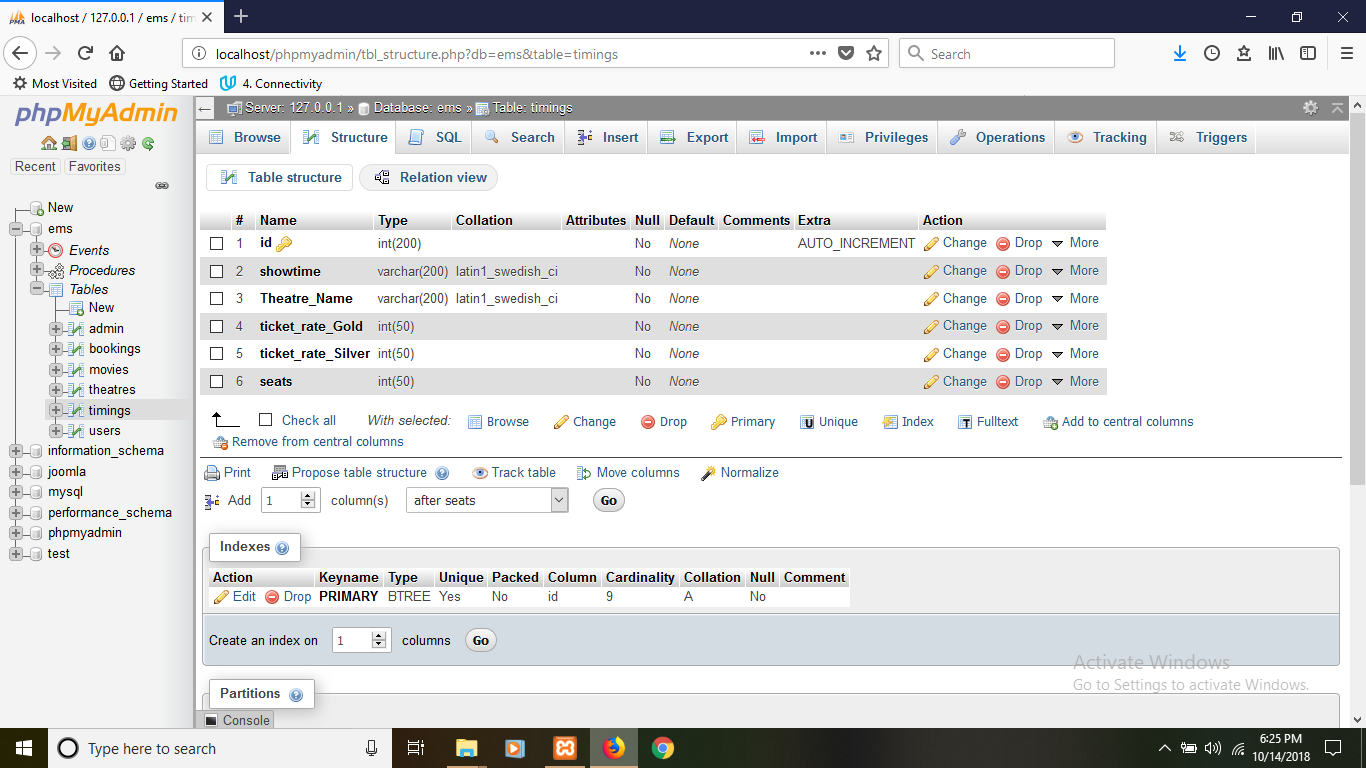 localhost / 127.0.0.1 / ems / tim
localhost/phpmyadmin/tbl_structure.php?db=ems&table=timings
Search
Most Visited
Getting Started
4. Connectivity
phpMyAdmin
Recent
Favorites
New
ems
Events
Procedures
Tables
New
admin
bookings
movies
theatres
timings
users
information_schema
joomla
mysql
performance_schema
phpmyadmin
test
Server: 127.0.0.1 » Database: ems » Table: timings
Browse Structure SQL Search Insert Export Import Privileges Operations Tracking Triggers
Table structure Relation view
# Name Type Collation Attributes Null Default Comments Extra Action
1 id int(200) No None AUTO_INCREMENT Change Drop More
2 showtime varchar(200) latin1_swedish_ci No None Change Drop More
3 Theatre_Name varchar(200) latin1_swedish_ci No None Change Drop More
4 ticket_rate_Gold int(50) No None Change Drop More
5 ticket_rate_Silver int(50) No None Change Drop More
6 seats int(50) No None Change Drop More
Check all With selected: Browse Change Drop Primary Unique Index Fulltext Add to central columns
Remove from central columns
Print Propose table structure Track table Move columns Normalize
Add 1 column(s) after seats Go
Indexes
Action Keyname Type Unique Packed Column Cardinality Collation Null Comment
Edit Drop PRIMARY BTREE Yes No id 9 A No
Create an index on 1 columns Go
Partitions
Console
Activate Windows
Go to Settings to activate Windows.
Type here to search
6:25 PM
10/14/2018